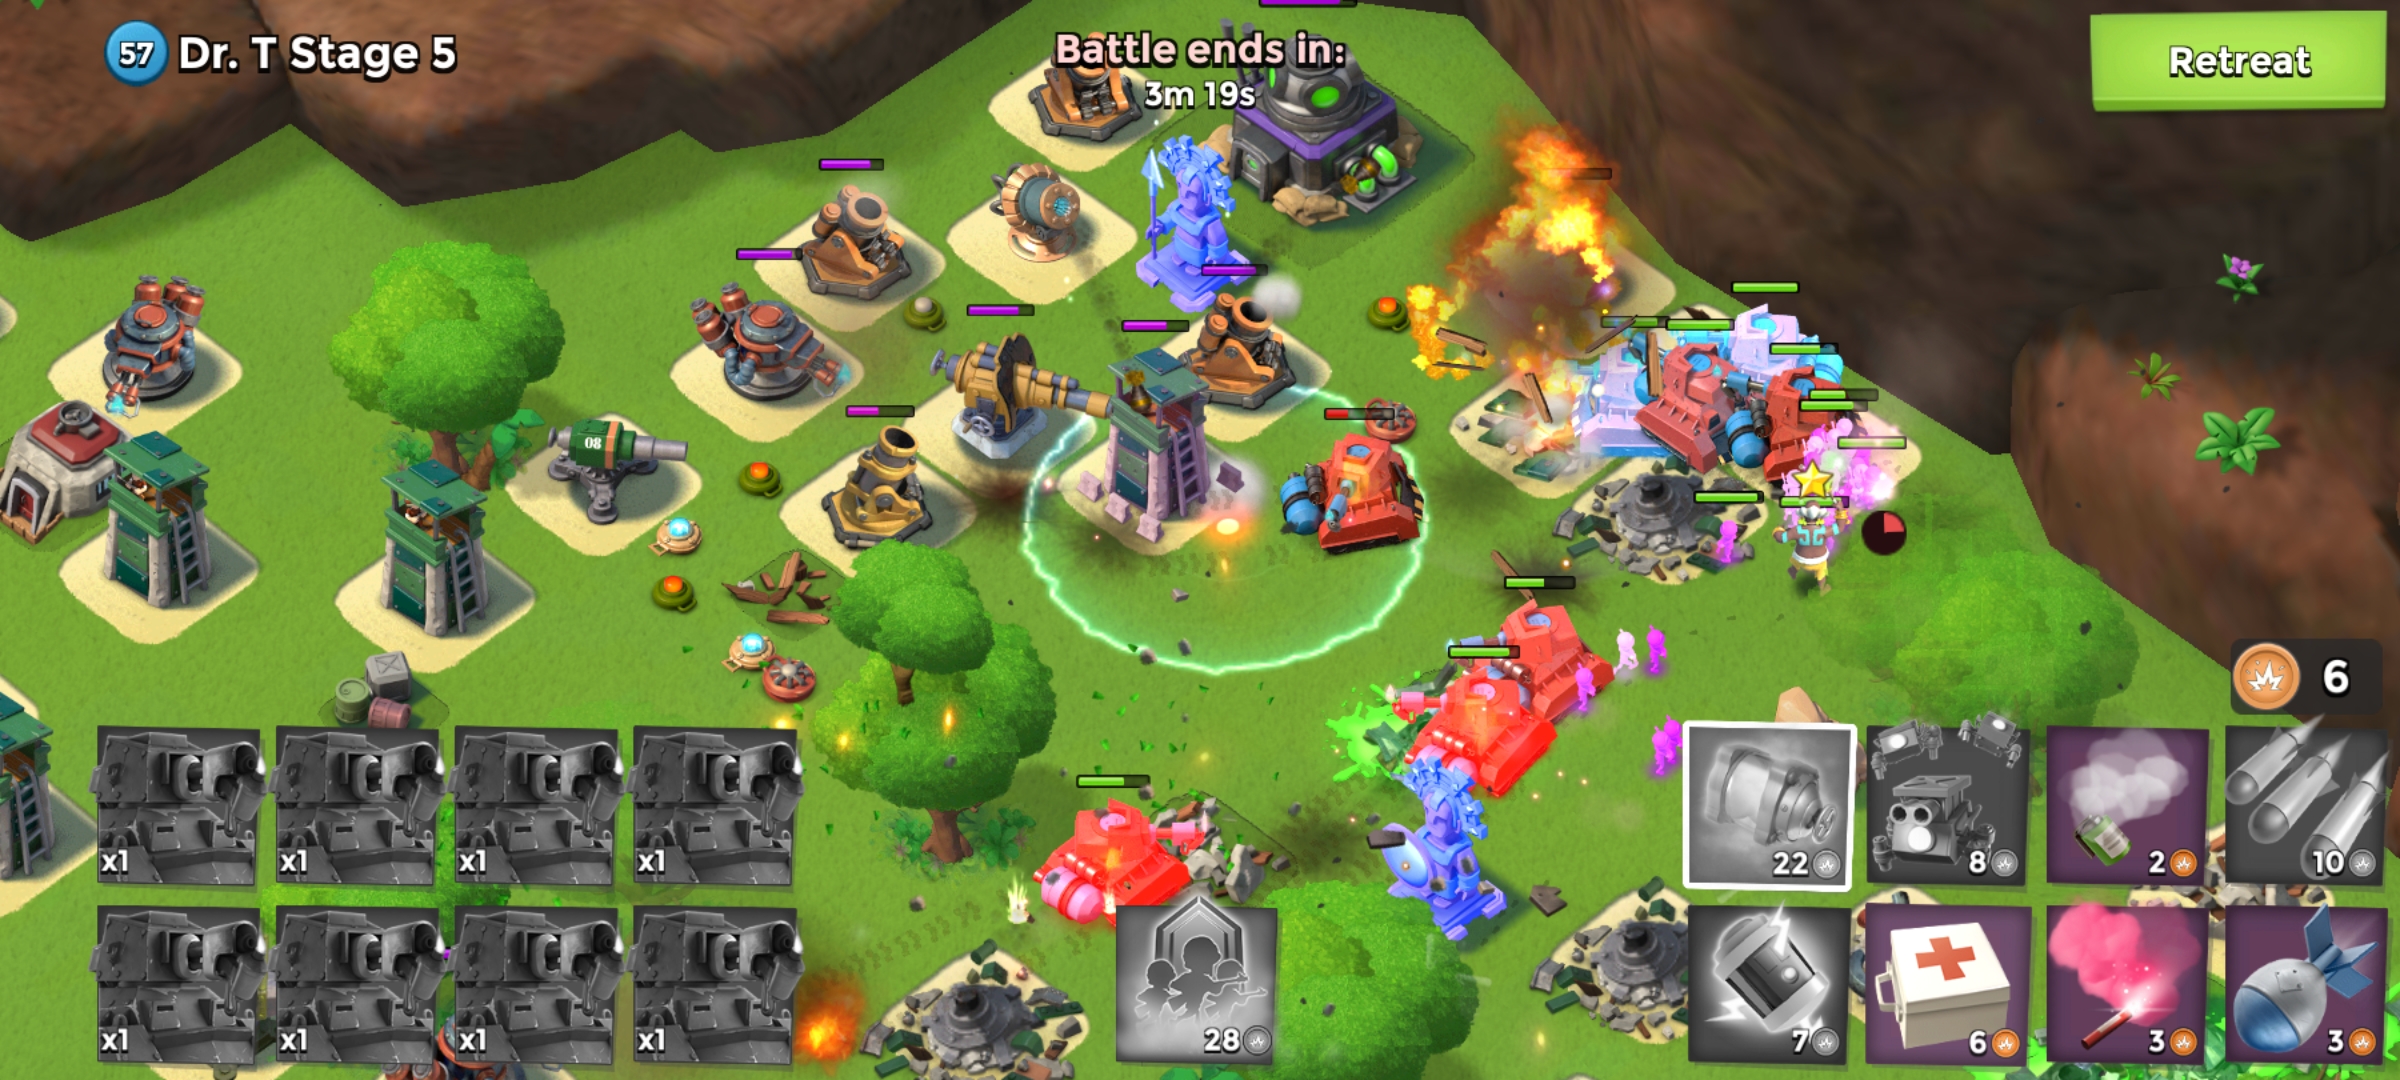 57 Dr. T Stage 5
Battle ends in:
3m 19s
Retreat
08
6
x1 x1 x1 x1
22 8 2 10
x1 x1 x1 x1
28
7 6 3 3